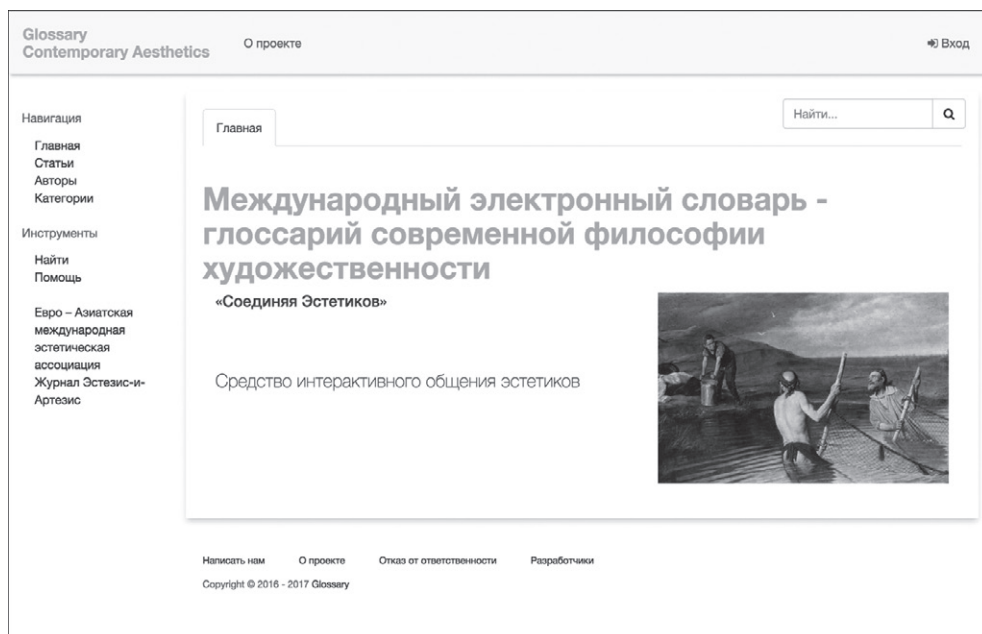 Glossary
Contemporary Aesthetics
О проекте
Вход
Навигация
Главная
Статьи
Авторы
Категории
Инструменты
Найти
Помощь
Евро – Азиатская
международная
эстетическая
ассоциация
Журнал Эстезис-и-
Артезис
Главная
Найти...
Международный электронный словарь -
глоссарий современной философии
художественности
«Соединяя Эстетиков»
Средство интерактивного общения эстетиков
Написать нам
О проекте
Отказ от ответственности
Разработчики
Copyright © 2016 - 2017 Glossary